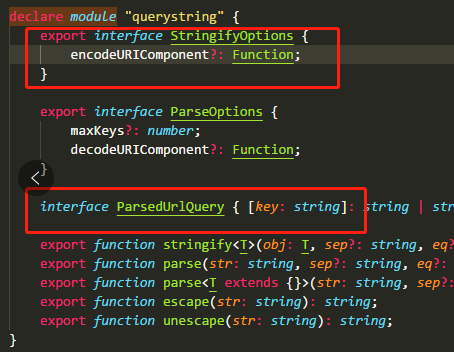 declare module "querystring" {
export interface StringifyOptions {
encodeURIComponent?: Function;
}
export interface ParseOptions {
maxKeys?: number;
decodeURIComponent?: Function;
}
interface ParsedUrlQuery { [key: string]: string | str
export function stringify<T>(obj: T, sep?: string, eq?
export function parse(str: string, sep?: string, eq?:
export function parse<T extends {}>(str: string, sep?:
export function escape(str: string): string;
export function unescape(str: string): string;
}